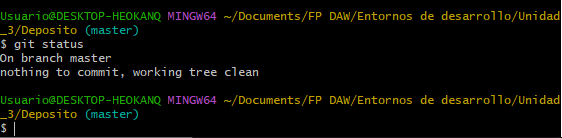 Usuario@DESKTOP-HEOKANQ MINGW64 ~/Documents/FP DAW/Entornos de desarrollo/Unidad
_3/Deposito (master)
$ git status
On branch master
nothing to commit, working tree clean
Usuario@DESKTOP-HEOKANQ MINGW64 ~/Documents/FP DAW/Entornos de desarrollo/Unidad
_3/Deposito (master)
$